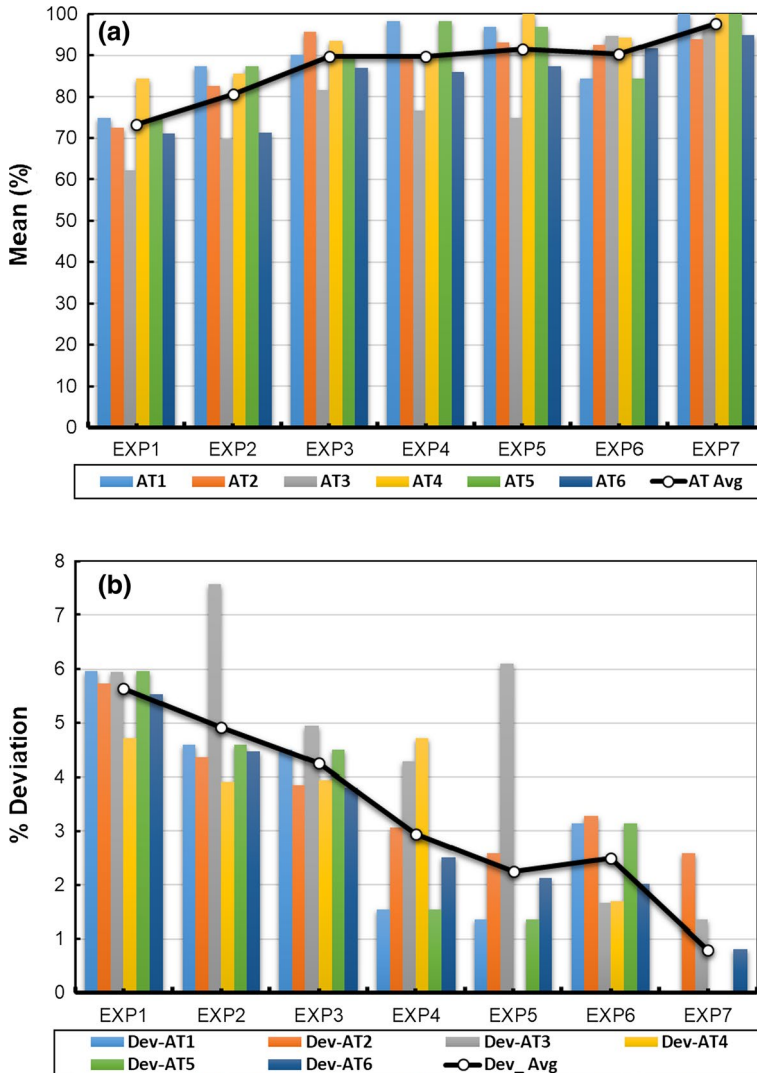 (a)
Mean (%)
100
90
80
70
60
50
40
30
20
10
0
EXP1 EXP2 EXP3 EXP4 EXP5 EXP6 EXP7
AT1 AT2 AT3 AT4 AT5 AT6 AT Avg
(b)
% Deviation
8
7
6
5
4
3
2
1
0
EXP1 EXP2 EXP3 EXP4 EXP5 EXP6 EXP7
Dev-AT1 Dev-AT2 Dev-AT3 Dev-AT4
Dev-AT5 Dev-AT6 Dev_ Avg